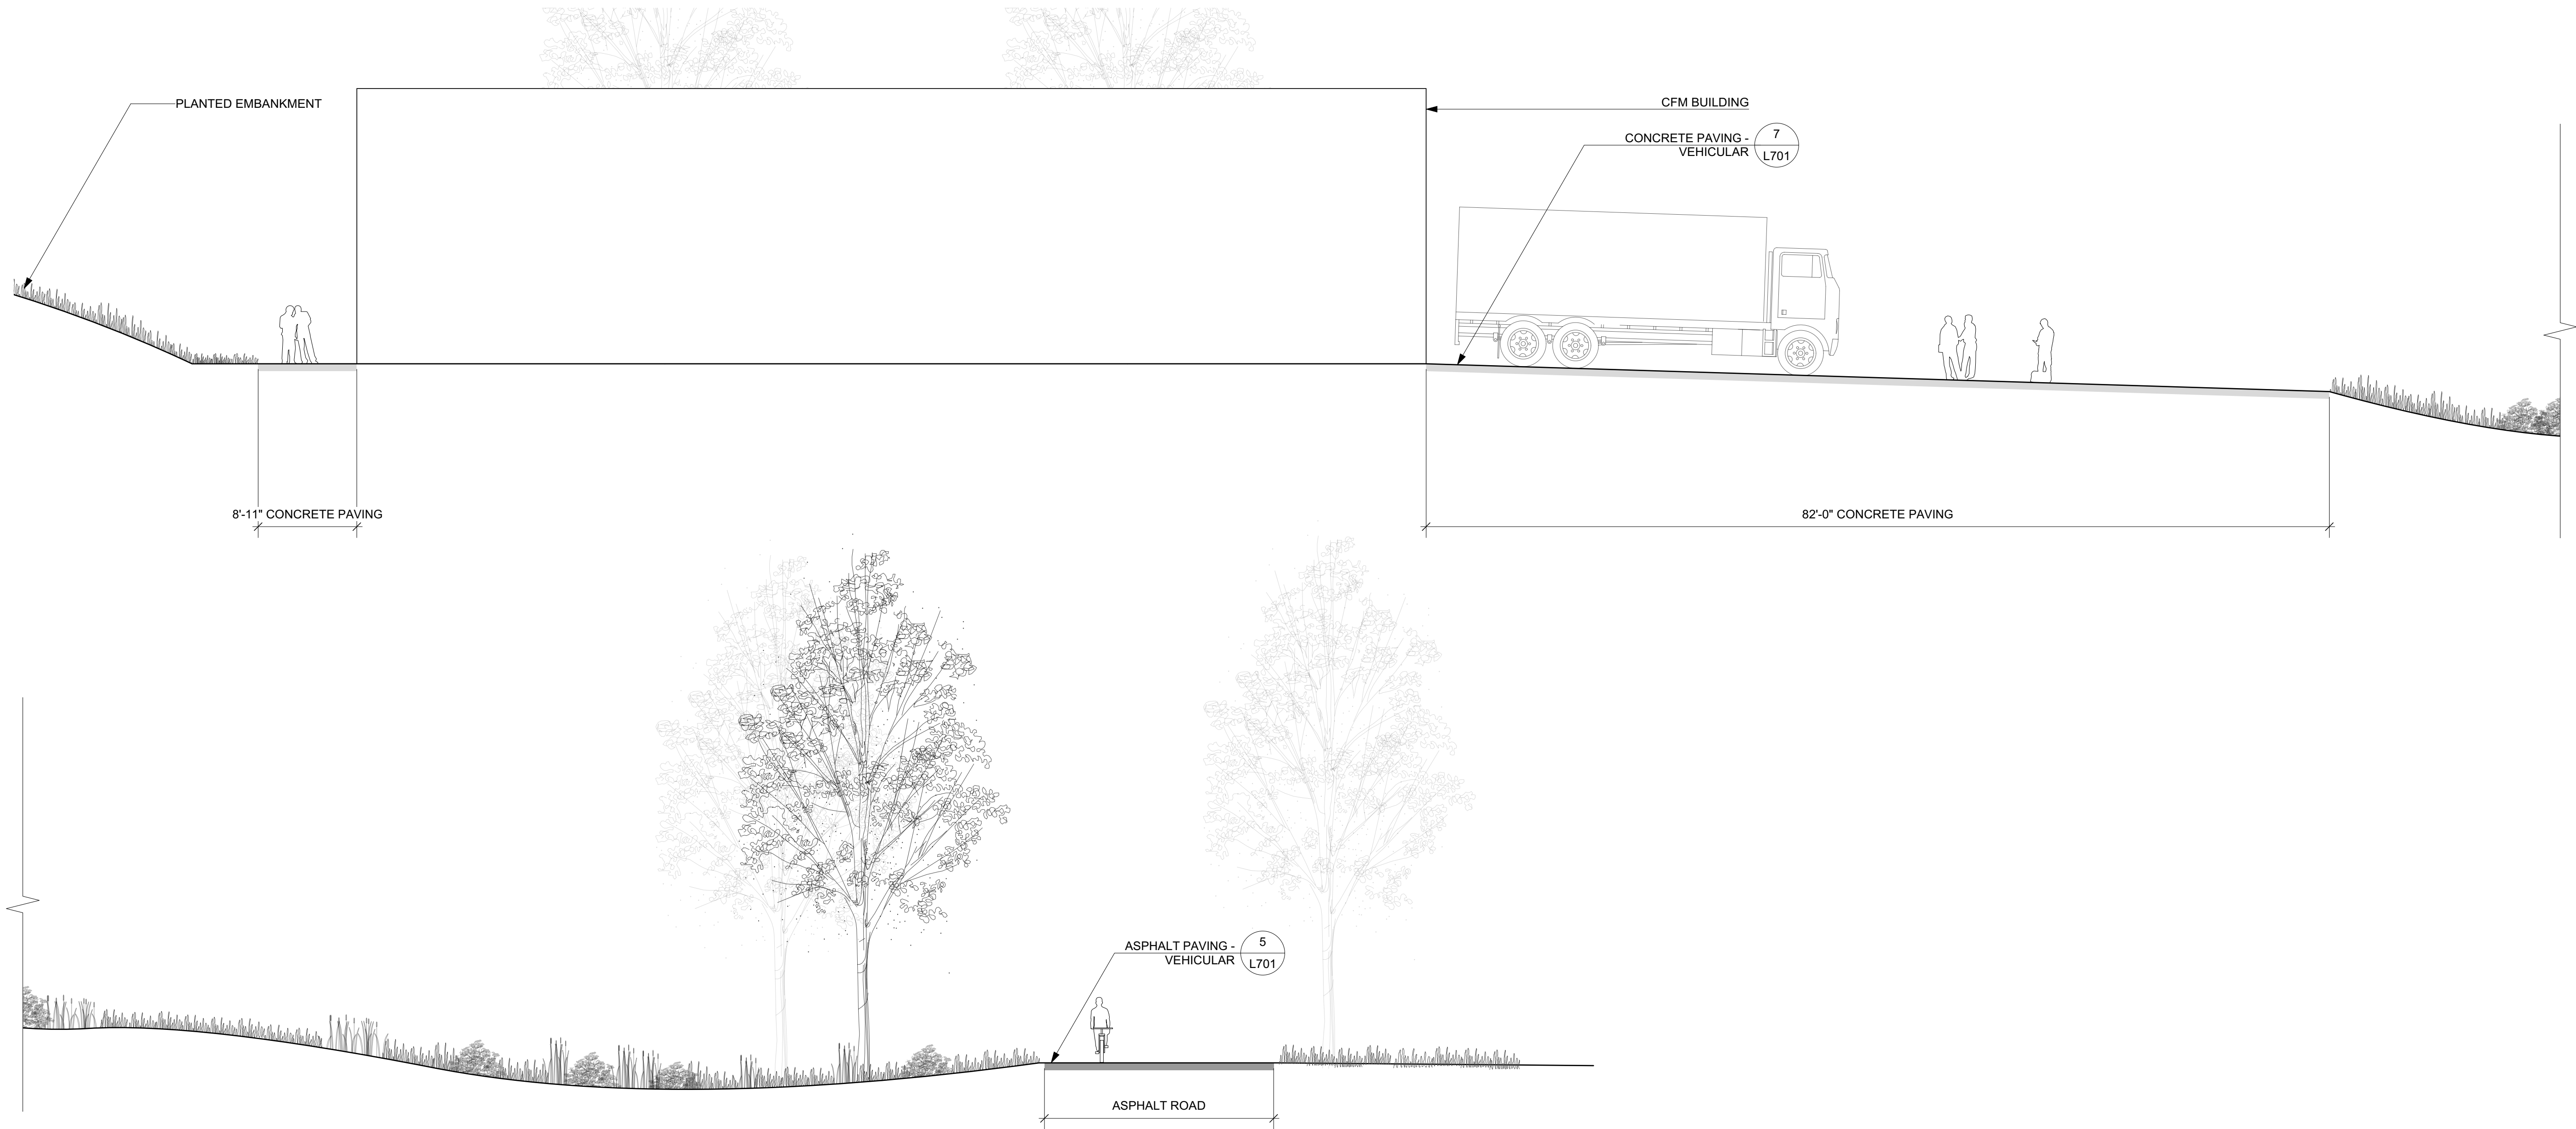 PLANTED EMBANKMENT
CFM BUILDING
CONCRETE PAVING -
VEHICULAR
7
L701
8'-11" CONCRETE PAVING
82'-0" CONCRETE PAVING
ASPHALT PAVING -
VEHICULAR
5
L701
ASPHALT ROAD